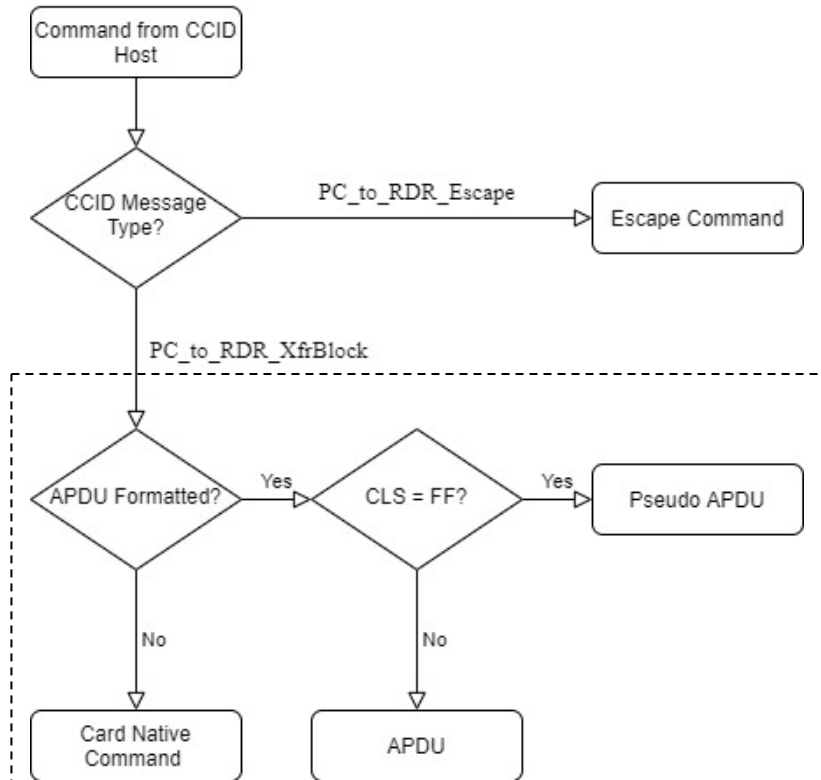 Command from CCID
Host
CCID Message
Type?
PC_to_RDR_Escape
Escape Command
PC_to_RDR_XfrBlock
APDU Formatted?
Yes
CLS = FF?
Yes
Pseudo APDU
No
No
Card Native
Command
APDU